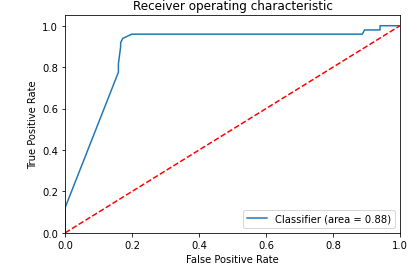 Receiver operating characteristic
True Positive Rate
1.0
0.8
0.6
0.4
0.2
0.0
0.0 0.2 0.4 0.6 0.8 1.0
False Positive Rate
Classifier (area = 0.88)